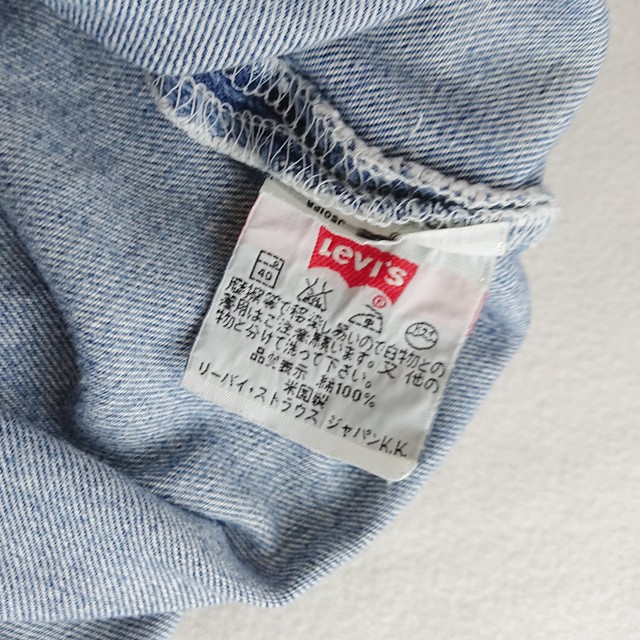 Levi's
®
40
摩擦等で移染し易いので白物との
着用はご注意願います。又、他の
物と分けて洗って下さい。
品質表示 綿100%
米国製
リーバイ・ストラウス ジャパンK.K.